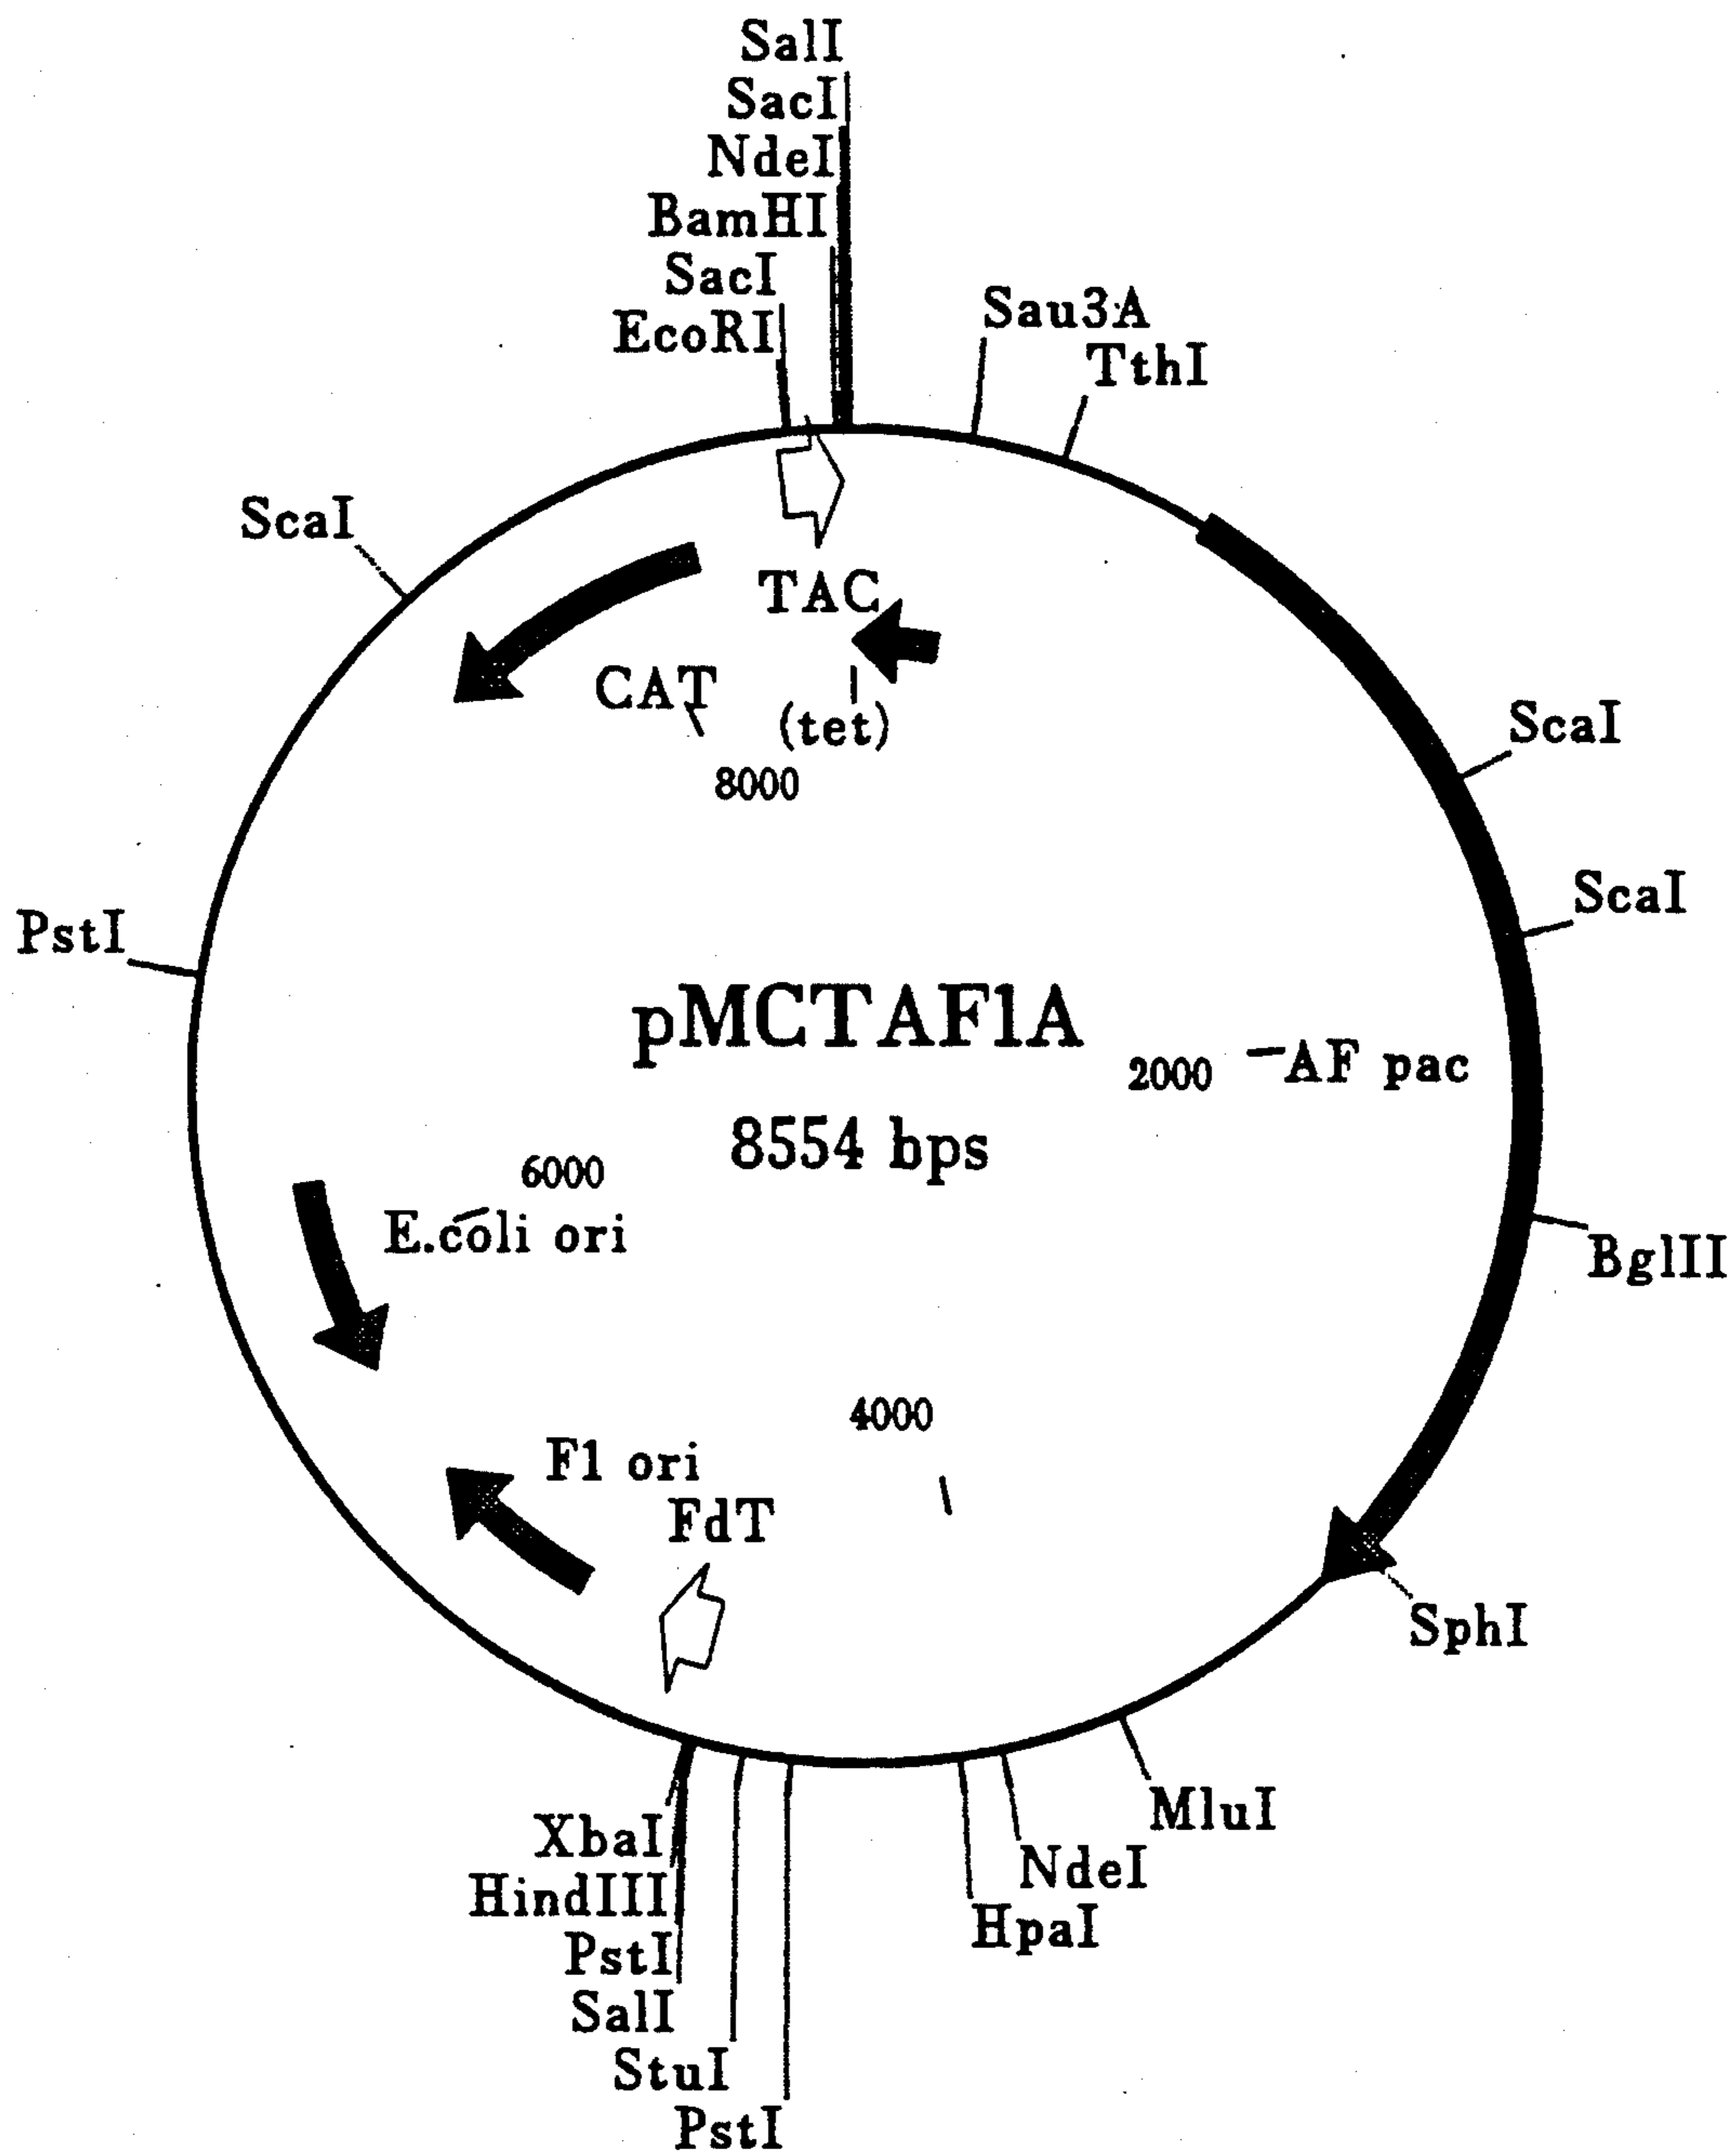 SalI
SacI
NdeI
BamHI
SacI
EcoRI
Sau3A
TthI
ScaI
TAC
CAT
(tet)
8000
ScaI
ScaI
PstI
pMCTAF1A
8554 bps
2000
AF pac
6000
E.coli ori
BglII
4000
F1 ori
FdT
SphI
MluI
NdeI
HpaI
XbaI
HindIII
PstI
SalI
StuI
PstI